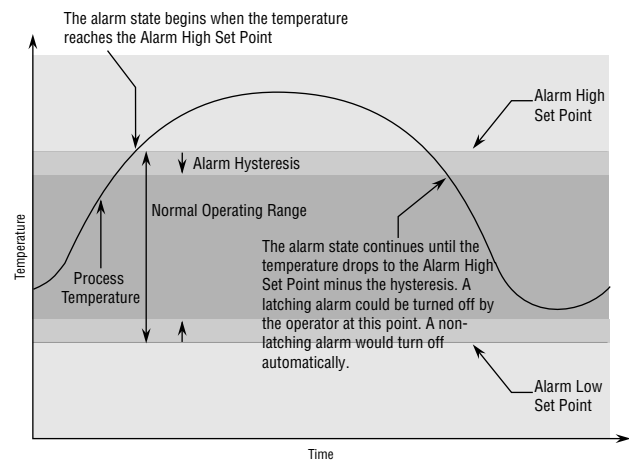 The alarm state begins when the temperature
reaches the Alarm High Set Point
Alarm High
Set Point
Alarm Hysteresis
Normal Operating Range
Temperature
Process
Temperature
The alarm state continues until the
temperature drops to the Alarm High
Set Point minus the hysteresis. A
latching alarm could be turned off by
the operator at this point. A non-
latching alarm would turn off
automatically.
Alarm Low
Set Point
Time